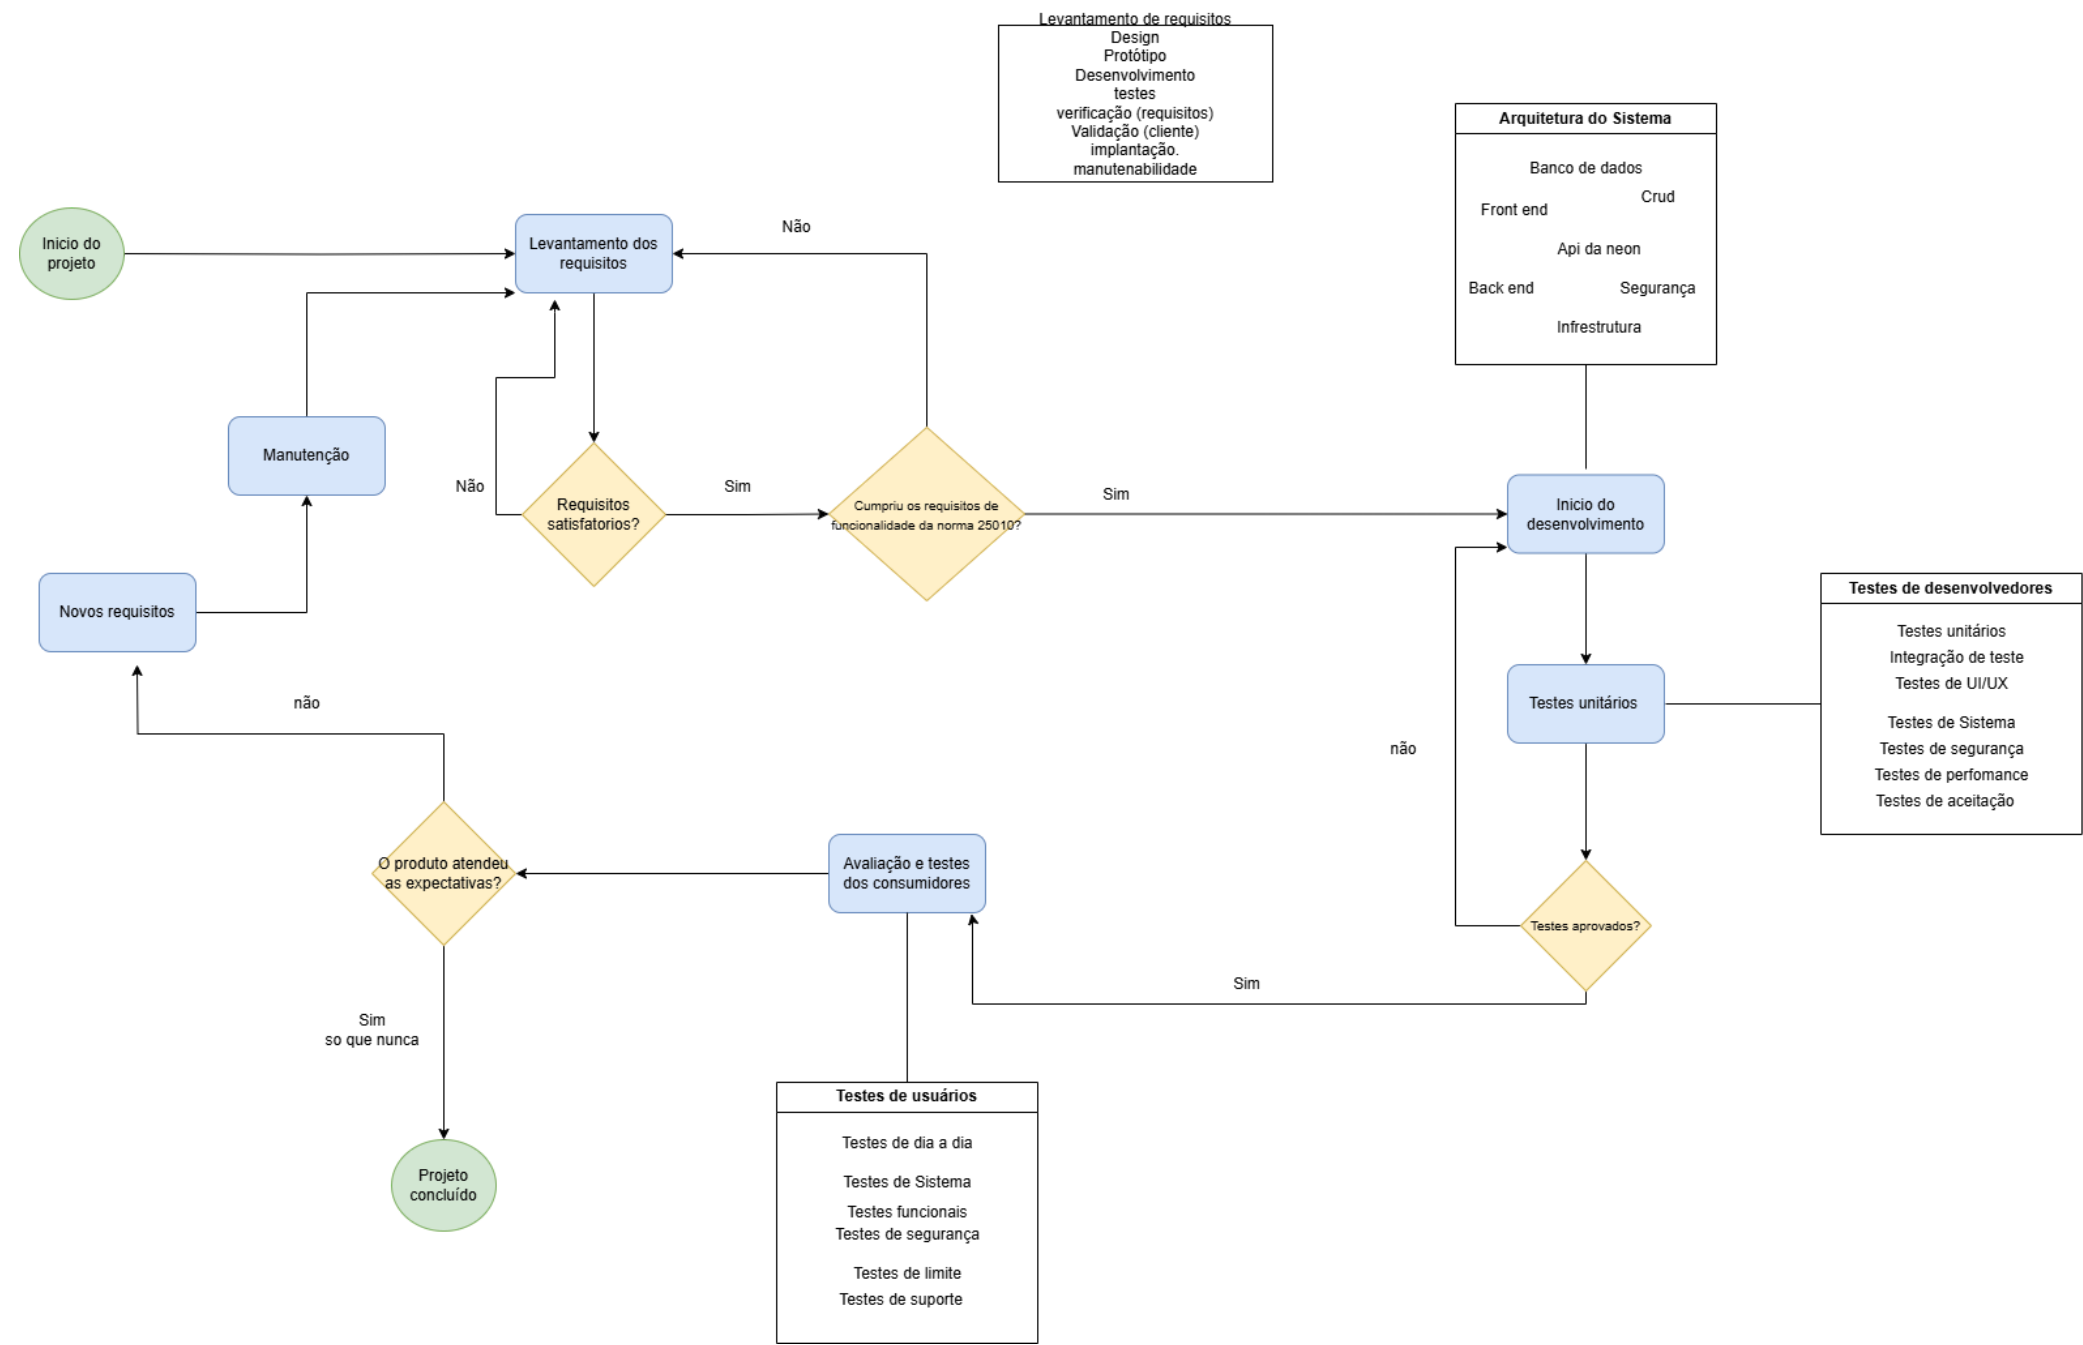 Levantamento de requisitos
Design
Protótipo
Desenvolvimento
testes
verificação (requisitos)
Validação (cliente)
implantação.
manutenabilidade
Arquitetura do Sistema
Banco de dados
Crud
Front end
Api da neon
Back end
Segurança
Infrestrutura
Inicio do
projeto
Levantamento dos
requisitos
Não
Manutenção
Não
Requisitos
satisfatorios?
Sim
Cumpriu os requisitos de
funcionalidade da norma 25010?
Sim
Inicio do
desenvolvimento
Novos requisitos
Testes de desenvolvedores
Testes unitários
Integração de teste
Testes de UI/UX
Testes de Sistema
Testes de segurança
Testes de perfomance
Testes de aceitação
Testes unitários
não
não
O produto atendeu
as expectativas?
Avaliação e testes
dos consumidores
Testes aprovados?
Sim
Sim
so que nunca
Testes de usuários
Testes de dia a dia
Testes de Sistema
Testes funcionais
Testes de segurança
Testes de limite
Testes de suporte
Projeto
concluído